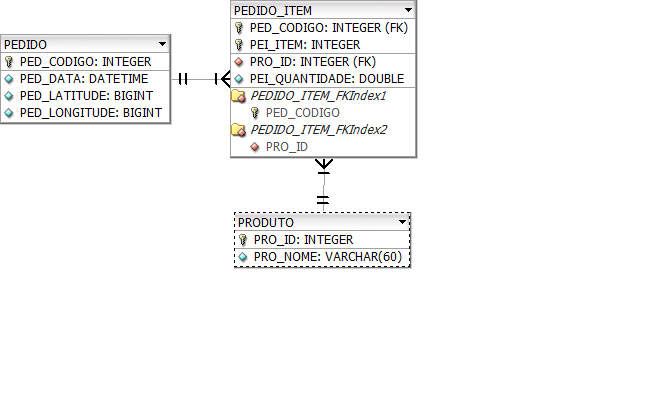 PEDIDO
PED_CODIGO: INTEGER
PED_DATA: DATETIME
PED_LATITUDE: BIGINT
PED_LONGITUDE: BIGINT
PEDIDO_ITEM
PED_CODIGO: INTEGER (FK)
PEI_ITEM: INTEGER
PRO_ID: INTEGER (FK)
PEI_QUANTIDADE: DOUBLE
PEDIDO_ITEM_FKIndex1
PED_CODIGO
PEDIDO_ITEM_FKIndex2
PRO_ID
PRODUTO
PRO_ID: INTEGER
PRO_NOME: VARCHAR(60)